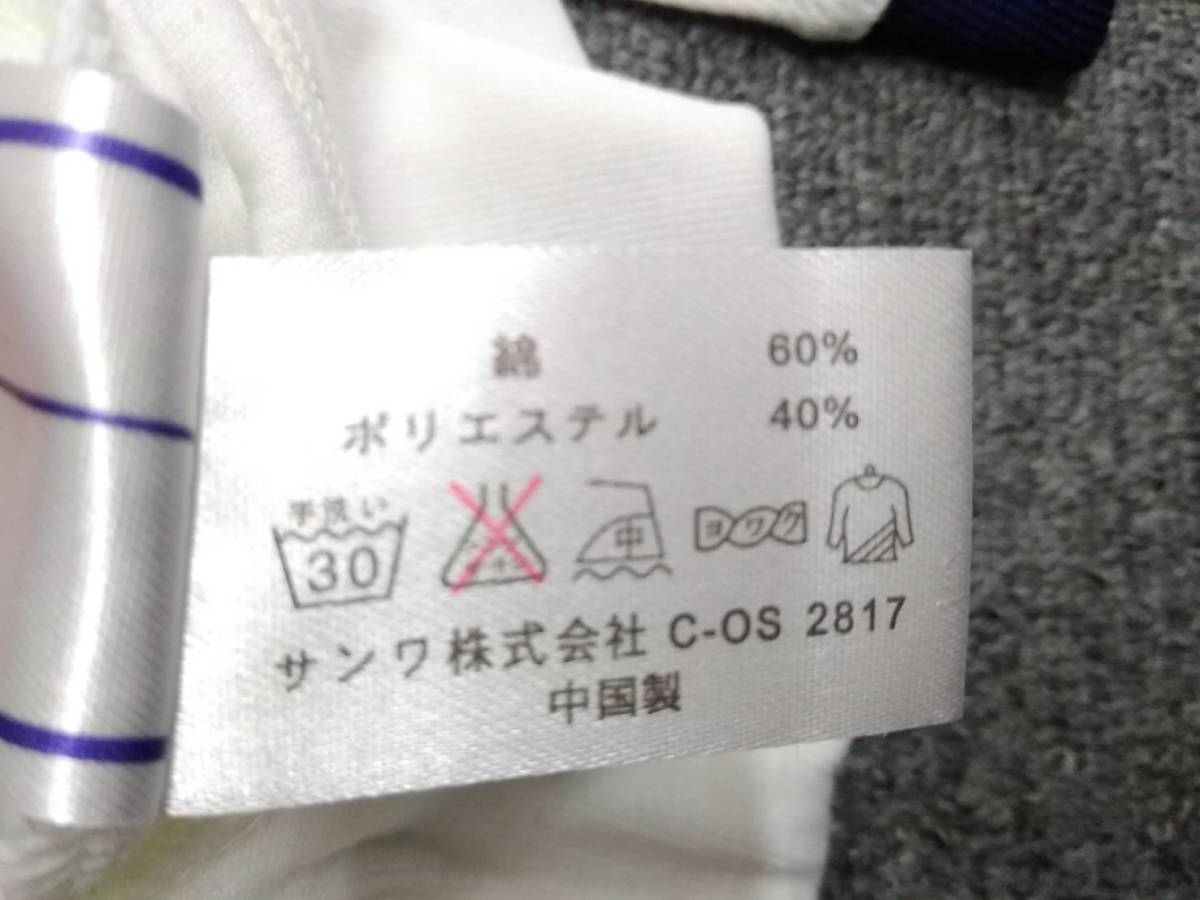 綿 60%
ポリエステル 40%
手洗い
30 中 ヨワク
サンワ株式会社 C-OS 2817
中国製